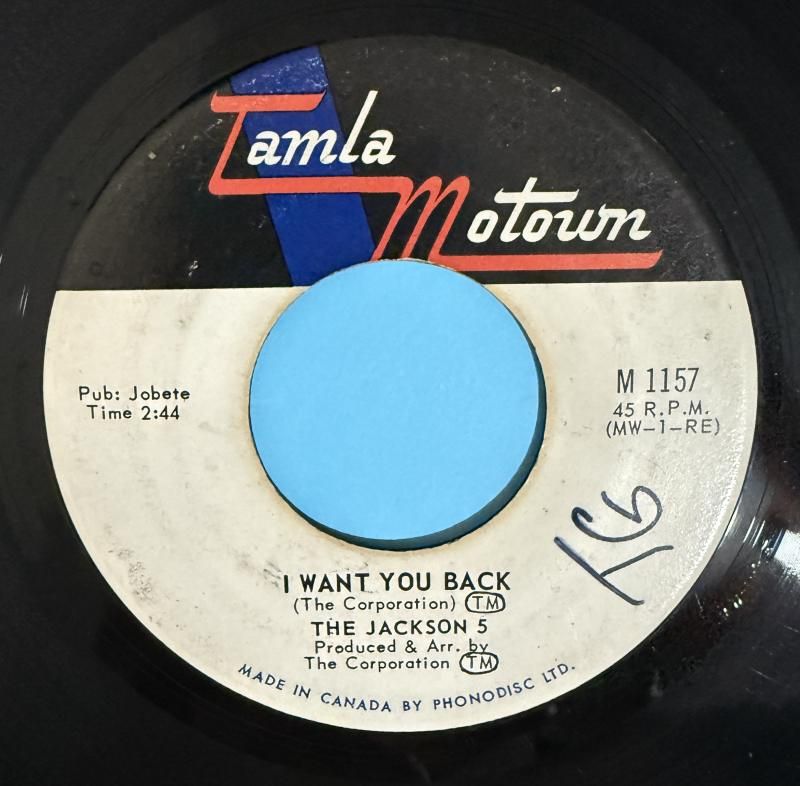 Tamla
Motown
Pub: Jobete
Time 2:44
M 1157
45 R.P.M.
(MW-1-RE)
I WANT YOU BACK
(The Corporation) TM
THE JACKSON 5
Produced & Arr. by
The Corporation TM
MADE IN CANADA BY PHONODISC LTD.